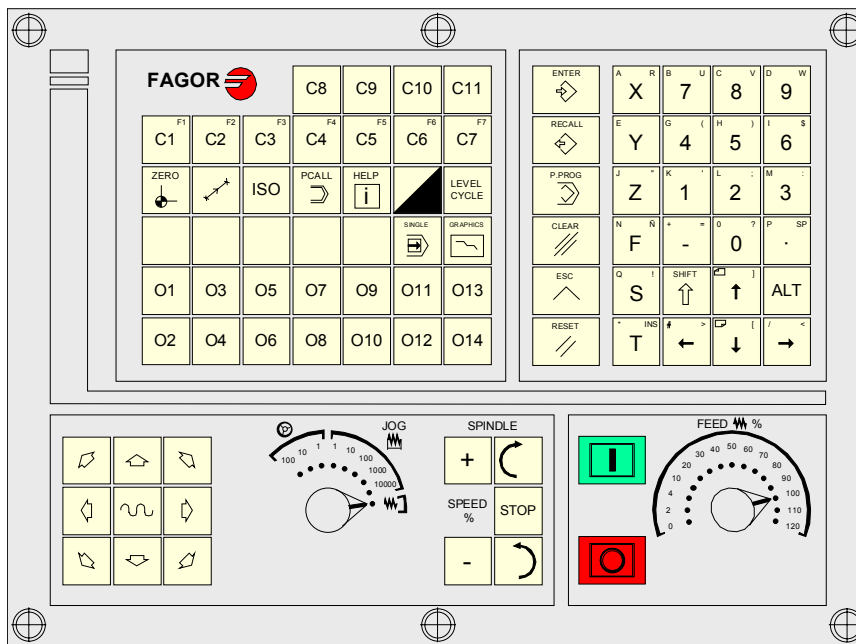 FAGOR
C8 C9 C10 C11
F1 F2 F3 F4 F5 F6 F7
C1 C2 C3 C4 C5 C6 C7
ZERO ISO PCALL HELP i LEVEL CYCLE
SINGLE GRAPHICS
O1 O3 O5 O7 O9 O11 O13
O2 O4 O6 O8 O10 O12 O14
ENTER A R X B U 7 C V 8 D W 9
RECALL E Y G ( 4 H ) 5 I $ 6
P.PROG J " Z K ' 1 L ; 2 M : 3
CLEAR N Ñ F + = - O ? 0 P SP .
ESC Q ! S SHIFT ⇧ ] ↑ ALT
RESET * INS T # > ← [ ↓ / < →
JOG
100 10 1 1 10 100 1000 10000
SPINDLE
+
SPEED % STOP
-
FEED %
0 2 4 10 20 30 40 50 60 70 80 90 100 110 120